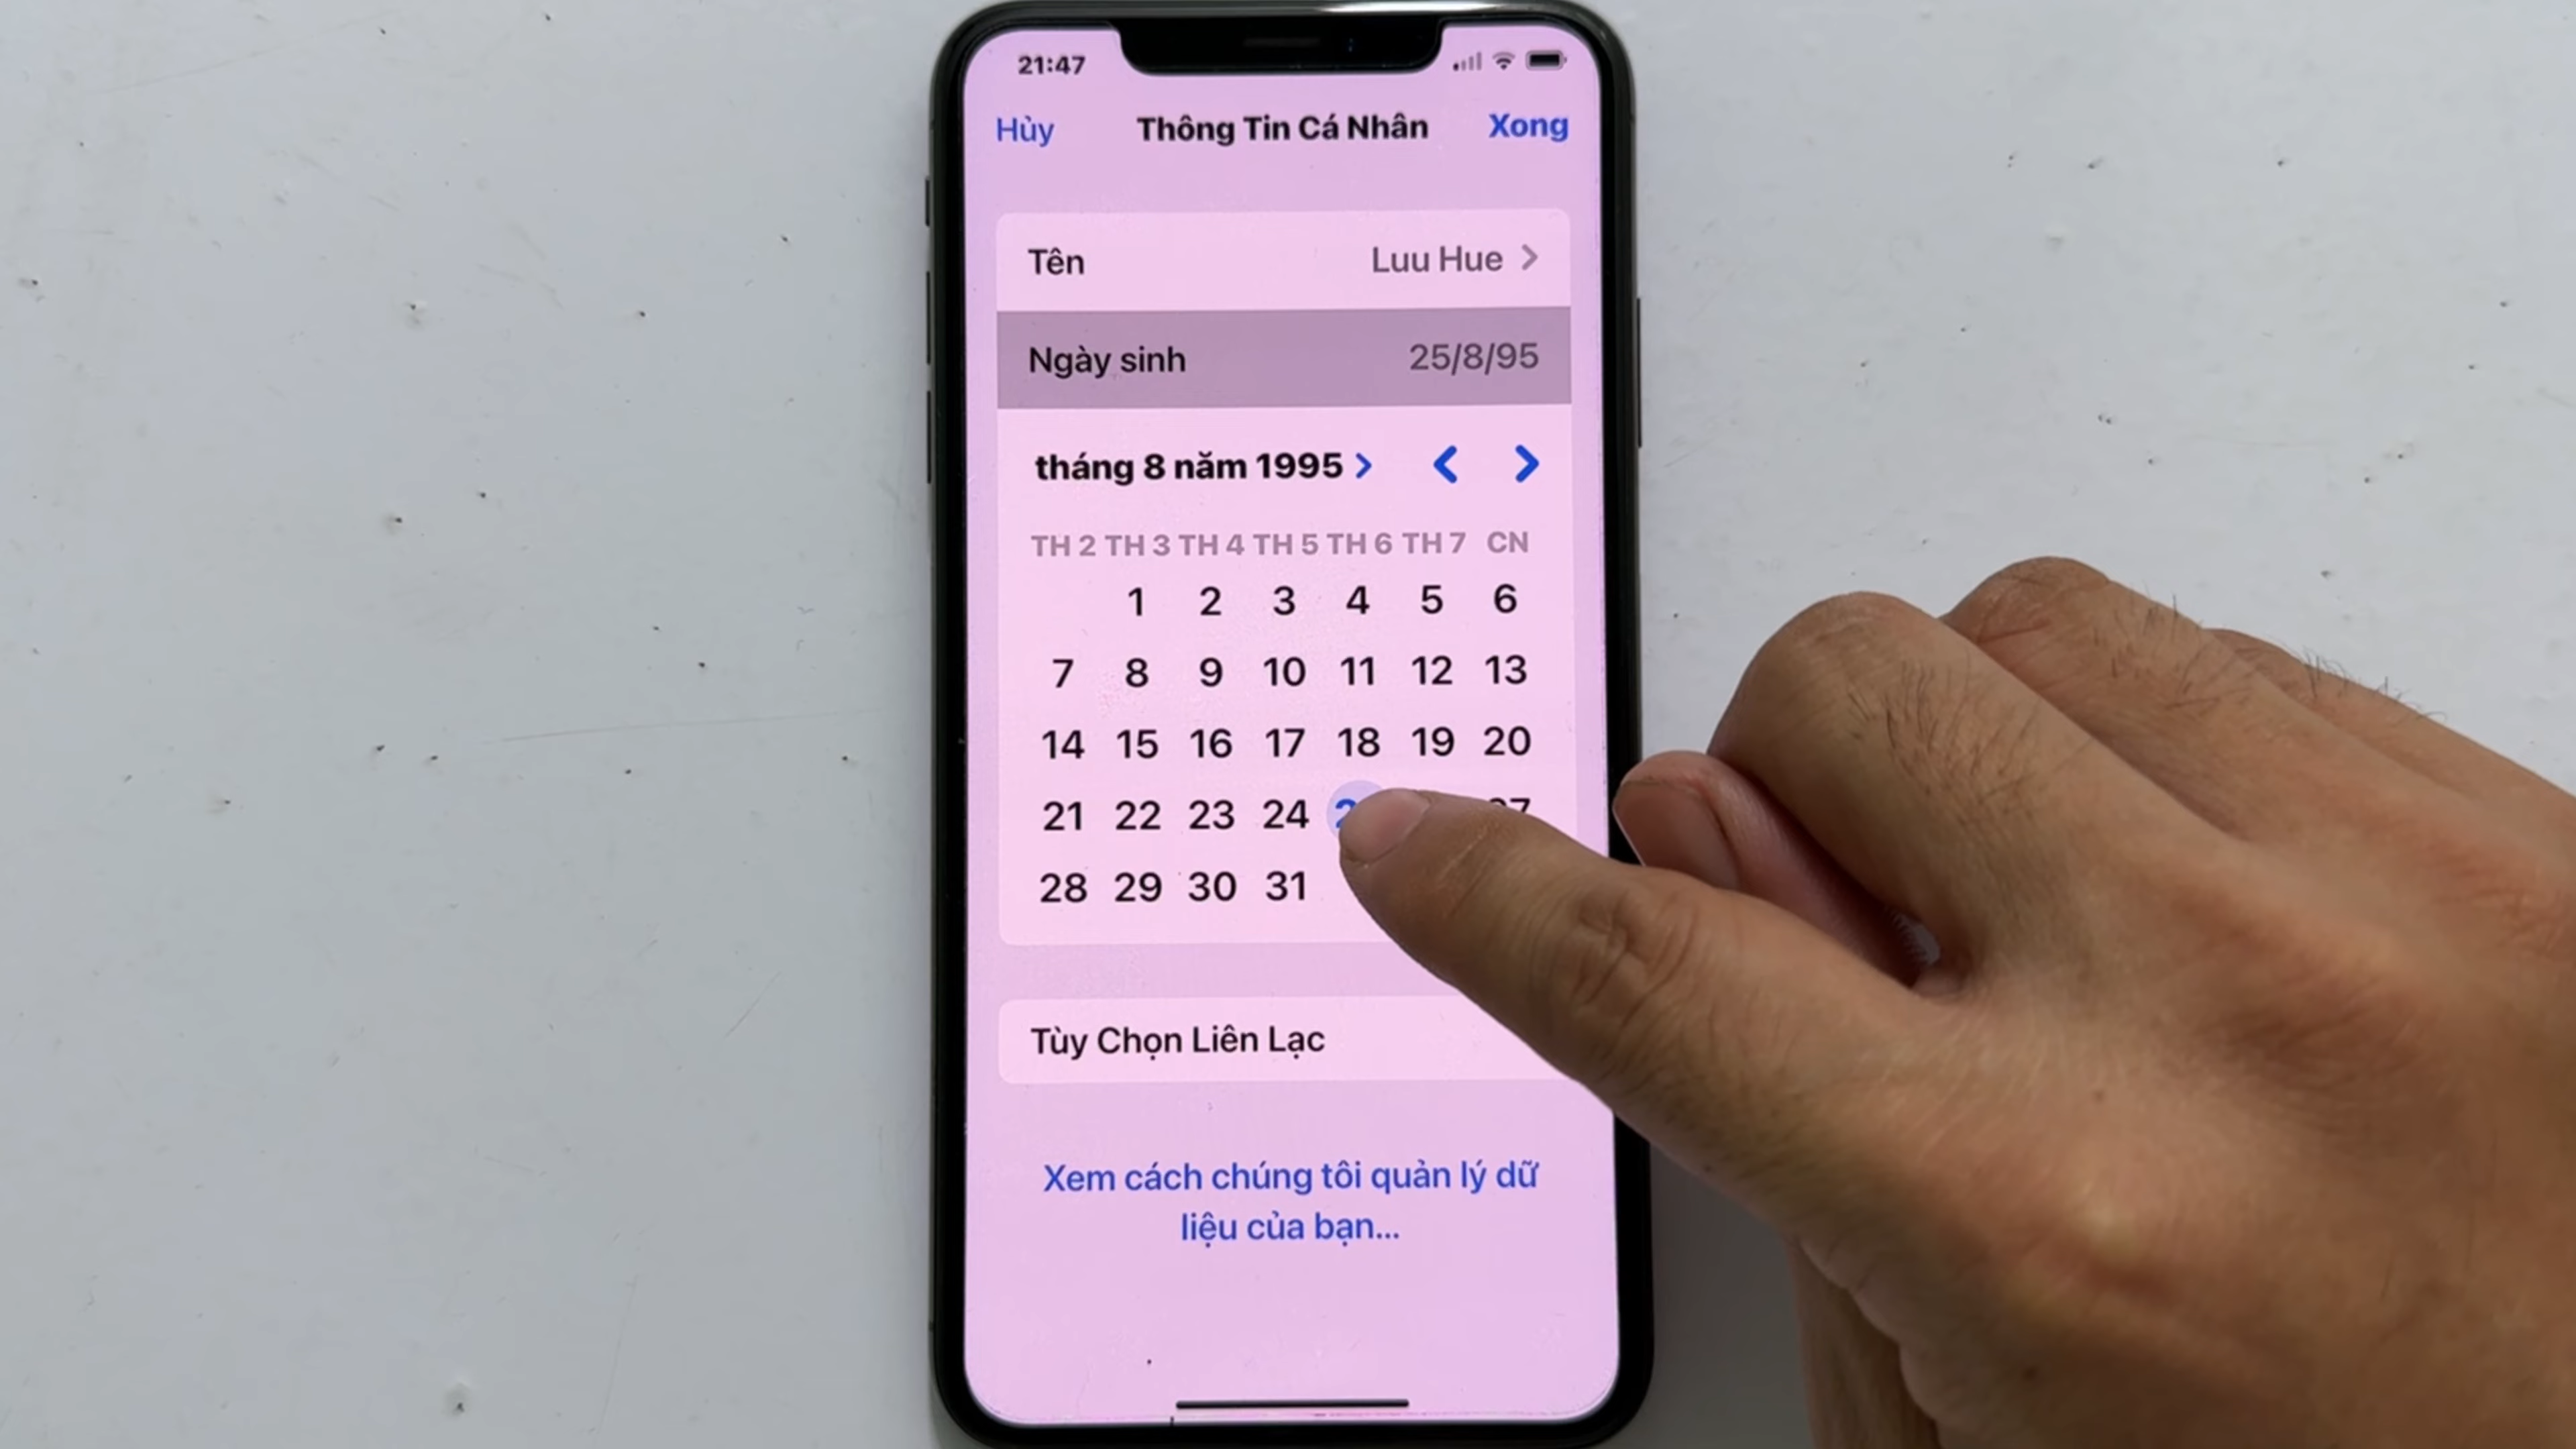 21:47
Hủy Thông Tin Cá Nhân Xong
Tên Luu Hue
Ngày sinh 25/8/95
tháng 8 năm 1995
TH 2 TH 3 TH 4 TH 5 TH 6 TH 7 CN
1 2 3 4 5 6
7 8 9 10 11 12 13
14 15 16 17 18 19 20
21 22 23 24
28 29 30 31
Tùy Chọn Liên Lạc
Xem cách chúng tôi quản lý dữ
liệu của bạn...